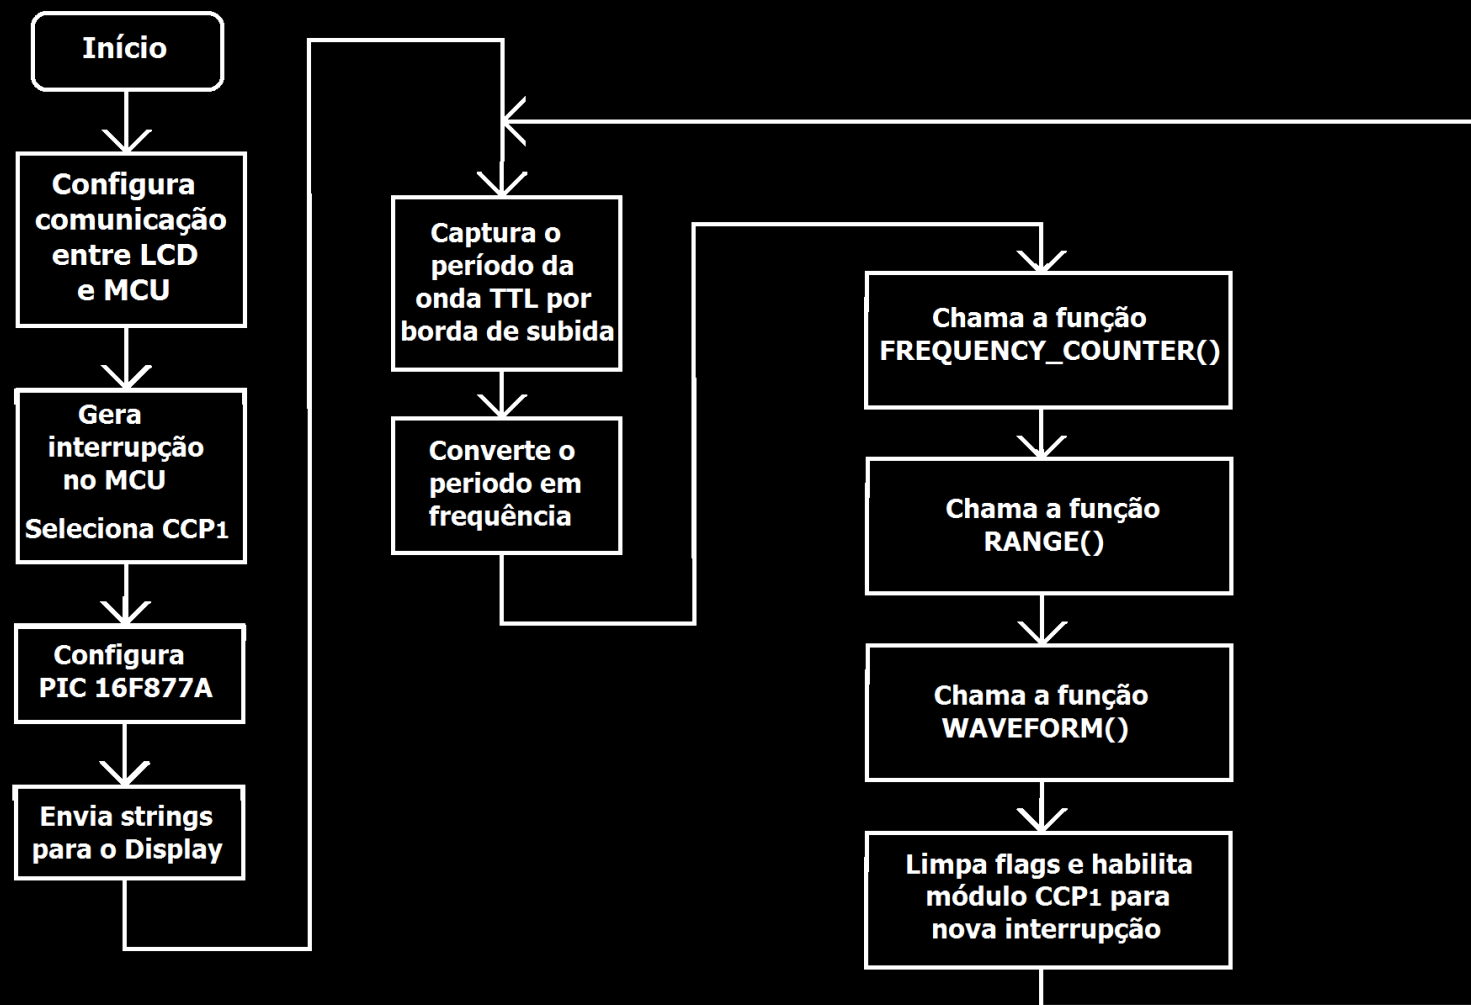 Início
Configura
comunicação
entre LCD
e MCU
Gera
interrupção
no MCU
Seleciona CCP1
Configura
PIC 16F877A
Envia strings
para o Display
Captura o
período da
onda TTL por
borda de subida
Converte o
periodo em
frequência
Chama a função
FREQUENCY_COUNTER()
Chama a função
RANGE()
Chama a função
WAVEFORM()
Limpa flags e habilita
módulo CCP1 para
nova interrupção